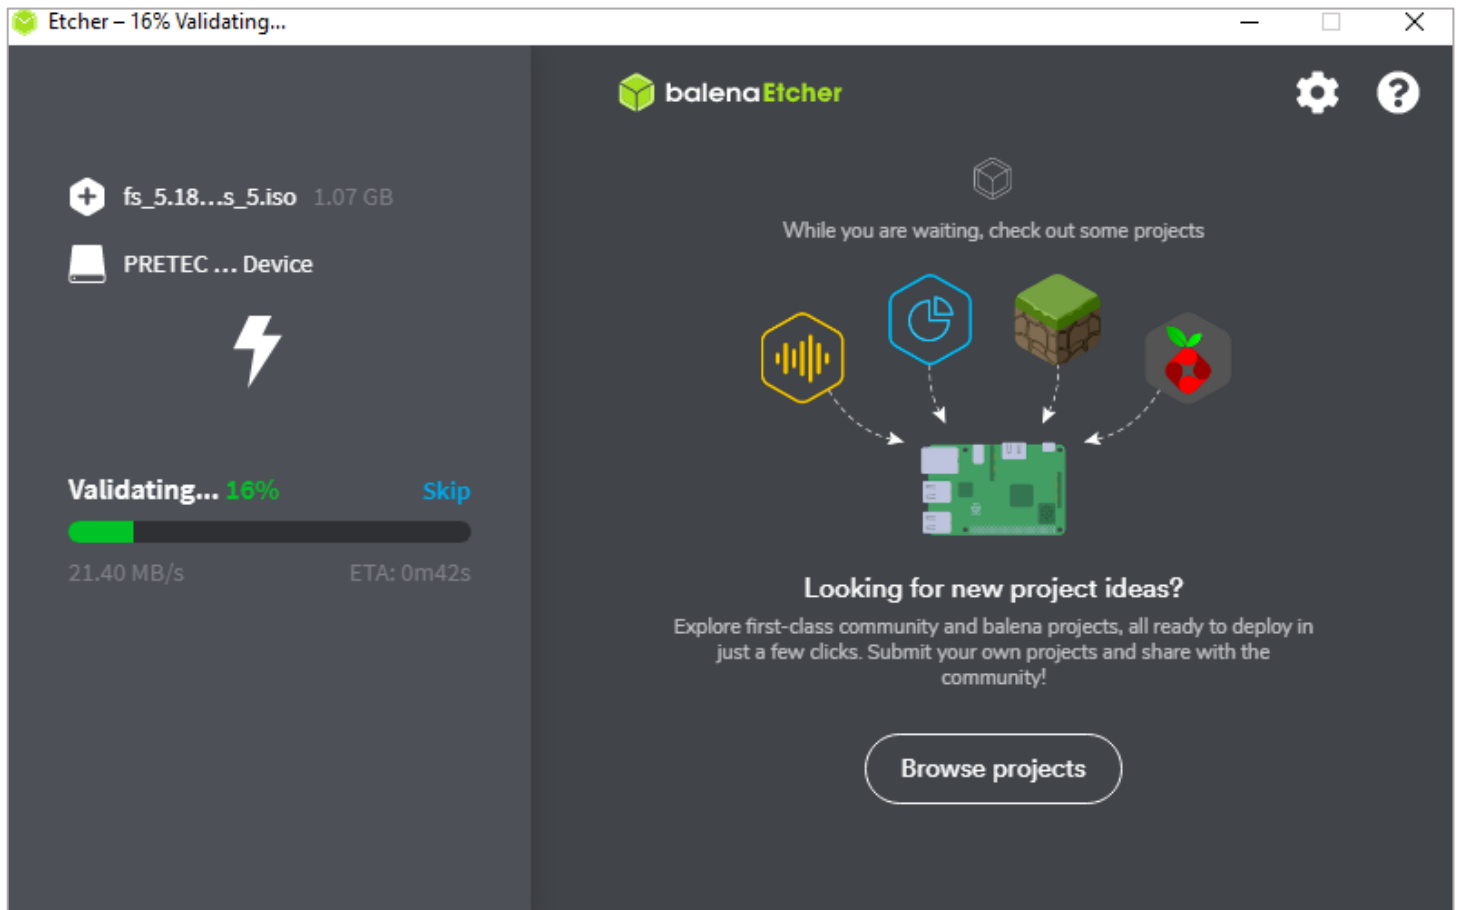 Etcher – 16% Validating...
balenaEtcher
fs_5.18...s_5.iso 1.07 GB
PRETEC ... Device
Validating... 16% Skip
21.40 MB/s ETA: 0m42s
While you are waiting, check out some projects
Looking for new project ideas?
Explore first-class community and balena projects, all ready to deploy in
just a few clicks. Submit your own projects and share with the
community!
Browse projects